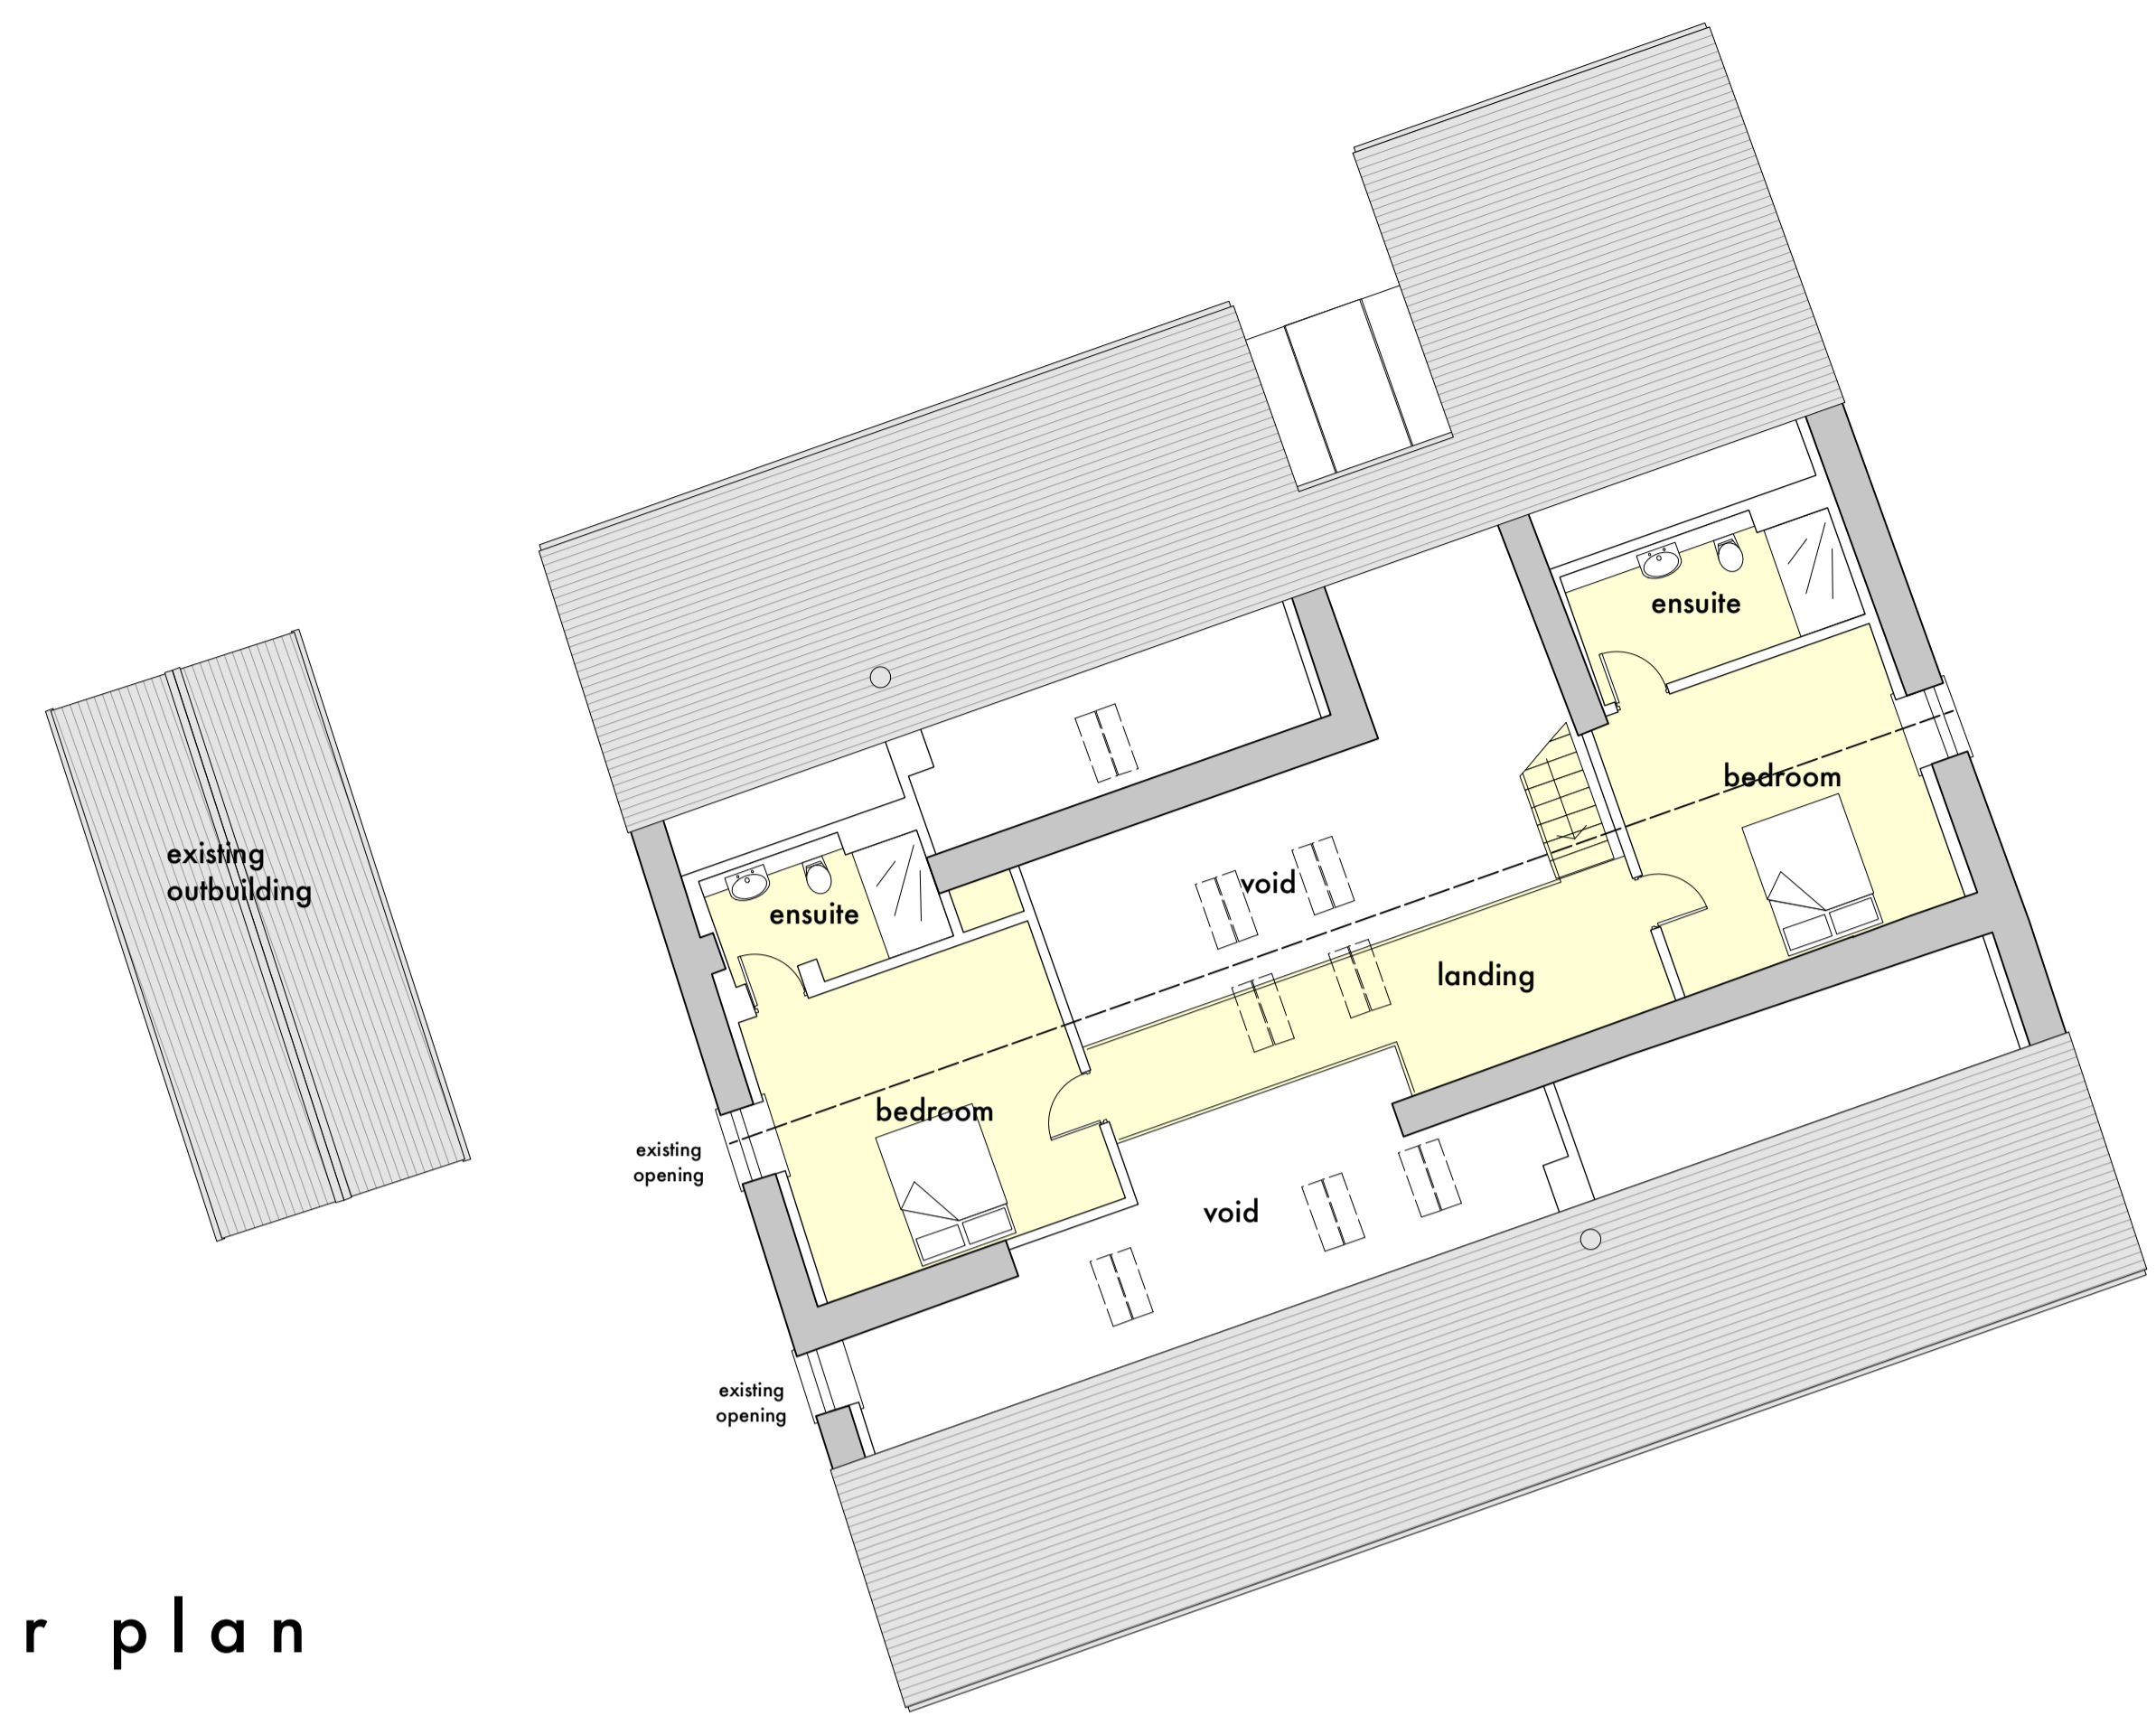 ensuite
bedroom
existing
outbuilding
void
ensuite
landing
bedroom
existing
opening
void
existing
opening
r plan